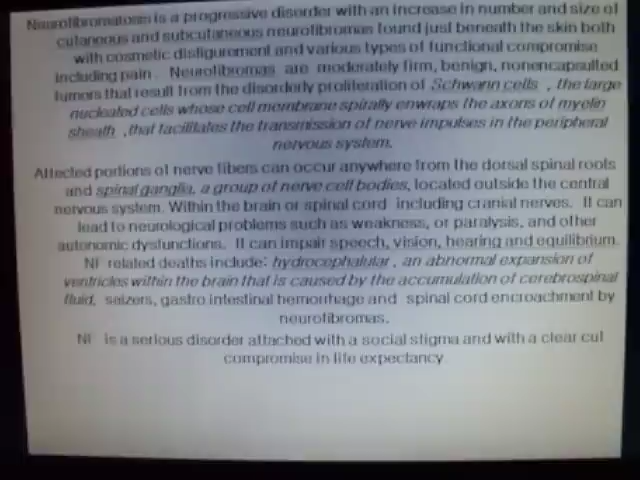 Neurofibromatosis is a progressive disorder with an increase in number and size of
cutaneous and subcutaneous neurofibromas found just beneath the skin both
with cosmetic disfigurement and various types of functional compromise
including pain. Neurofibromas are moderately firm, benign, nonencapsulted
tumors that result from the disorderly proliferation of Schwann cells , the large
nucleated cells whose cell membrane spirally enwraps the axons of myelin
sheath ,that facilitates the transmission of nerve impulses in the peripheral
nervous system.
Affected portions of nerve fibers can occur anywhere from the dorsal spinal roots
and spinal ganglia, a group of nerve cell bodies, located outside the central
nervous system. Within the brain or spinal cord including cranial nerves. It can
lead to neurological problems such as weakness, or paralysis, and other
autonomic dysfunctions. It can impair speech, vision, hearing and equilibrium.
NF related deaths include: hydrocephalular , an abnormal expansion of
ventricles within the brain that is caused by the accumulation of cerebrospinal
fluid, seizers, gastro intestinal hemorrhage and spinal cord encroachment by
neurofibromas.
NF is a serious disorder attached with a social stigma and with a clear cut
compromise in life expectancy